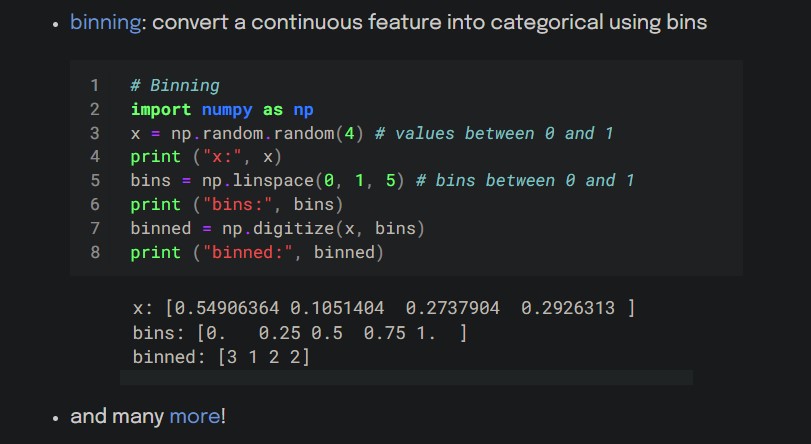 • binning: convert a continuous feature into categorical using bins
1 # Binning
2 import numpy as np
3 x = np.random.random(4) # values between 0 and 1
4 print ("x:", x)
5 bins = np.linspace(0, 1, 5) # bins between 0 and 1
6 print ("bins:", bins)
7 binned = np.digitize(x, bins)
8 print ("binned:", binned)
x: [0.54906364 0.1051404  0.2737904  0.2926313 ]
bins: [0.   0.25 0.5  0.75 1.  ]
binned: [3 1 2 2]
• and many more!